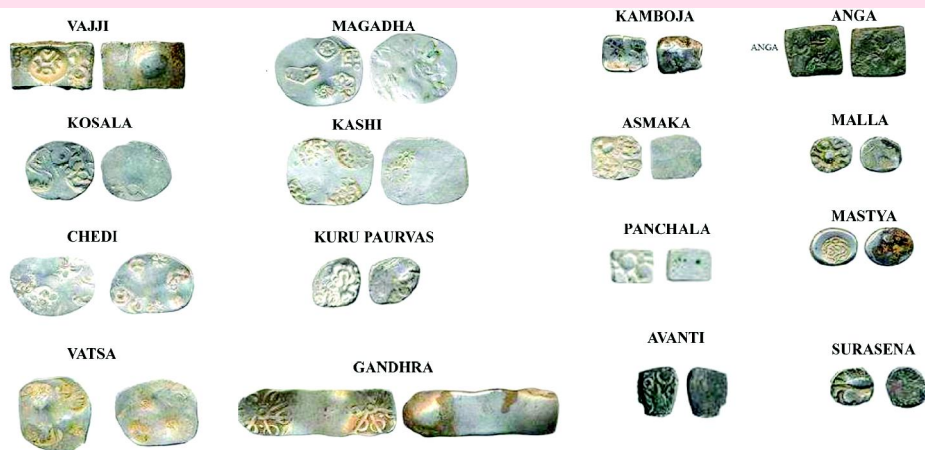 VAJJI
MAGADHA
KAMBOJA
ANGA
ANGA
KOSALA
KASHI
ASMAKA
MALLA
CHEDI
KURU PAURVAS
PANCHALA
MASTYA
VATSA
GANDHRA
AVANTI
SURASENA